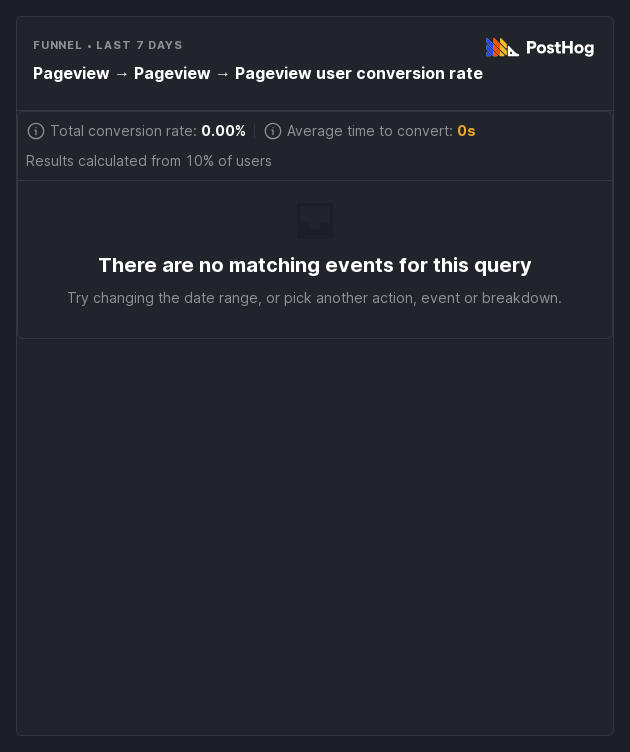 FUNNEL • LAST 7 DAYS
PostHog
Pageview → Pageview → Pageview user conversion rate
Total conversion rate: 0.00% Average time to convert: 0s
Results calculated from 10% of users
There are no matching events for this query
Try changing the date range, or pick another action, event or breakdown.